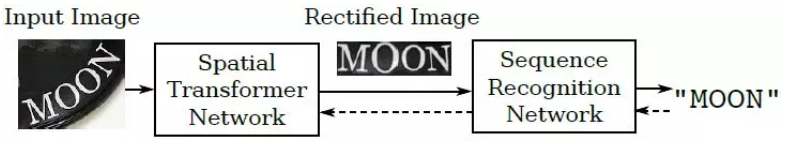 Input Image
Rectified Image
MOON
MOON
Spatial
Transformer
Network
Sequence
Recognition
Network
"MOON"